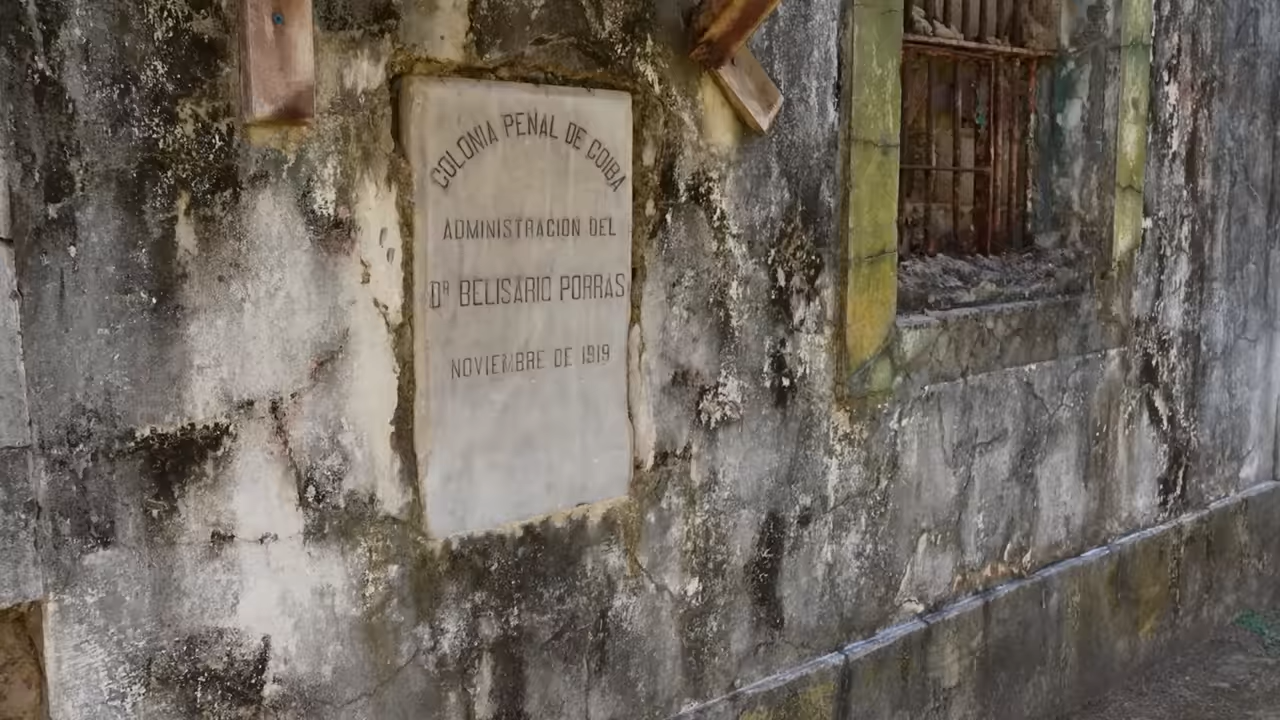 COLONIA PENAL DE COIBA
ADMINISTRACION DEL
DR BELISARIO PORRAS
NOVIEMBRE DE 1919